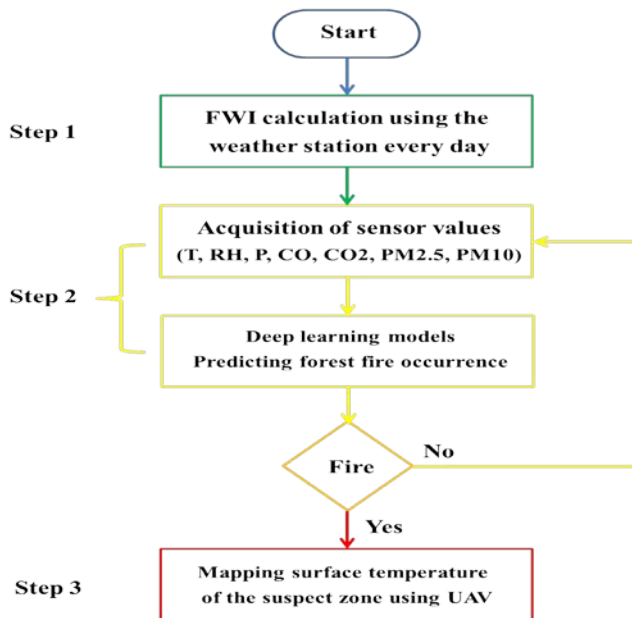 Start
Step 1
FWI calculation using the
weather station every day
Acquisition of sensor values
(T, RH, P, CO, CO2, PM2.5, PM10)
Step 2
Deep learning models
Predicting forest fire occurrence
Fire
No
Yes
Step 3
Mapping surface temperature
of the suspect zone using UAV